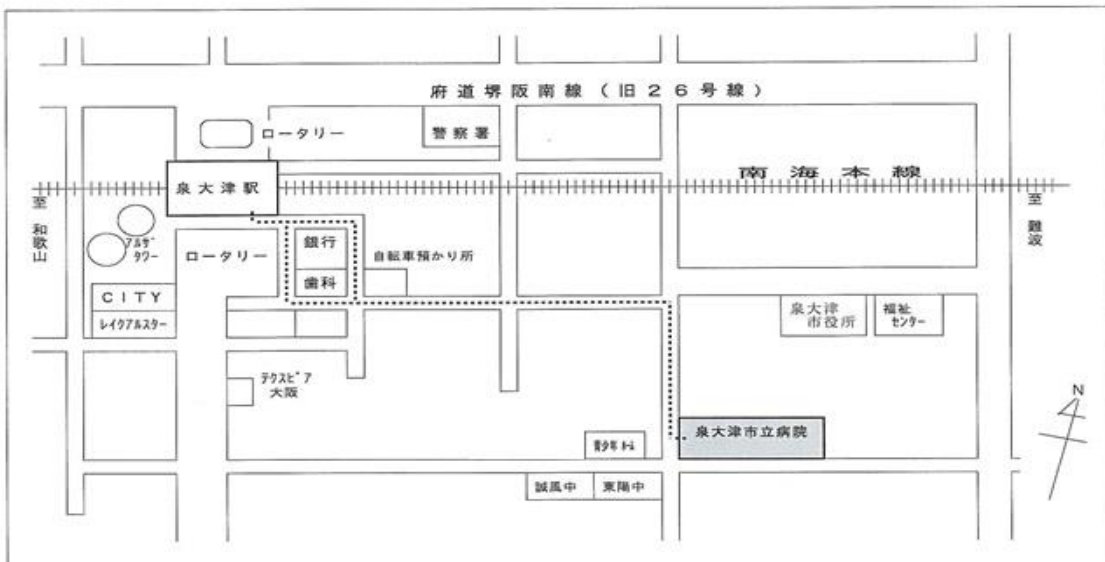 府道堺阪南線（旧26号線）
ロータリー
警察署
南海本線
泉大津駅
至 和歌山
至 難波
アルザ
タワー
ロータリー
銀行
歯科
自転車預かり所
CITY
レイクアルスター
泉大津
市役所
福祉
センター
テクスピア
大阪
N
泉大津市立病院
青少年ホーム
誠風中
東陽中